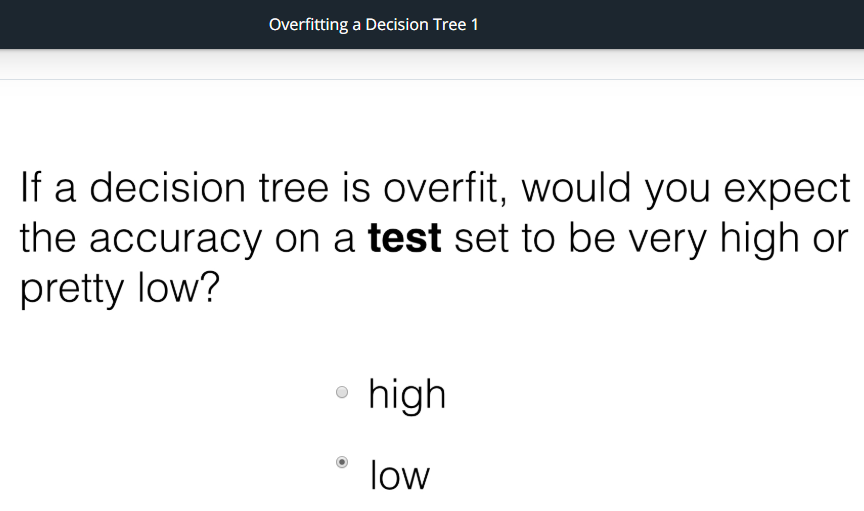 Overfitting a Decision Tree 1
If a decision tree is overfit, would you expect
the accuracy on a test set to be very high or
pretty low?
high
low